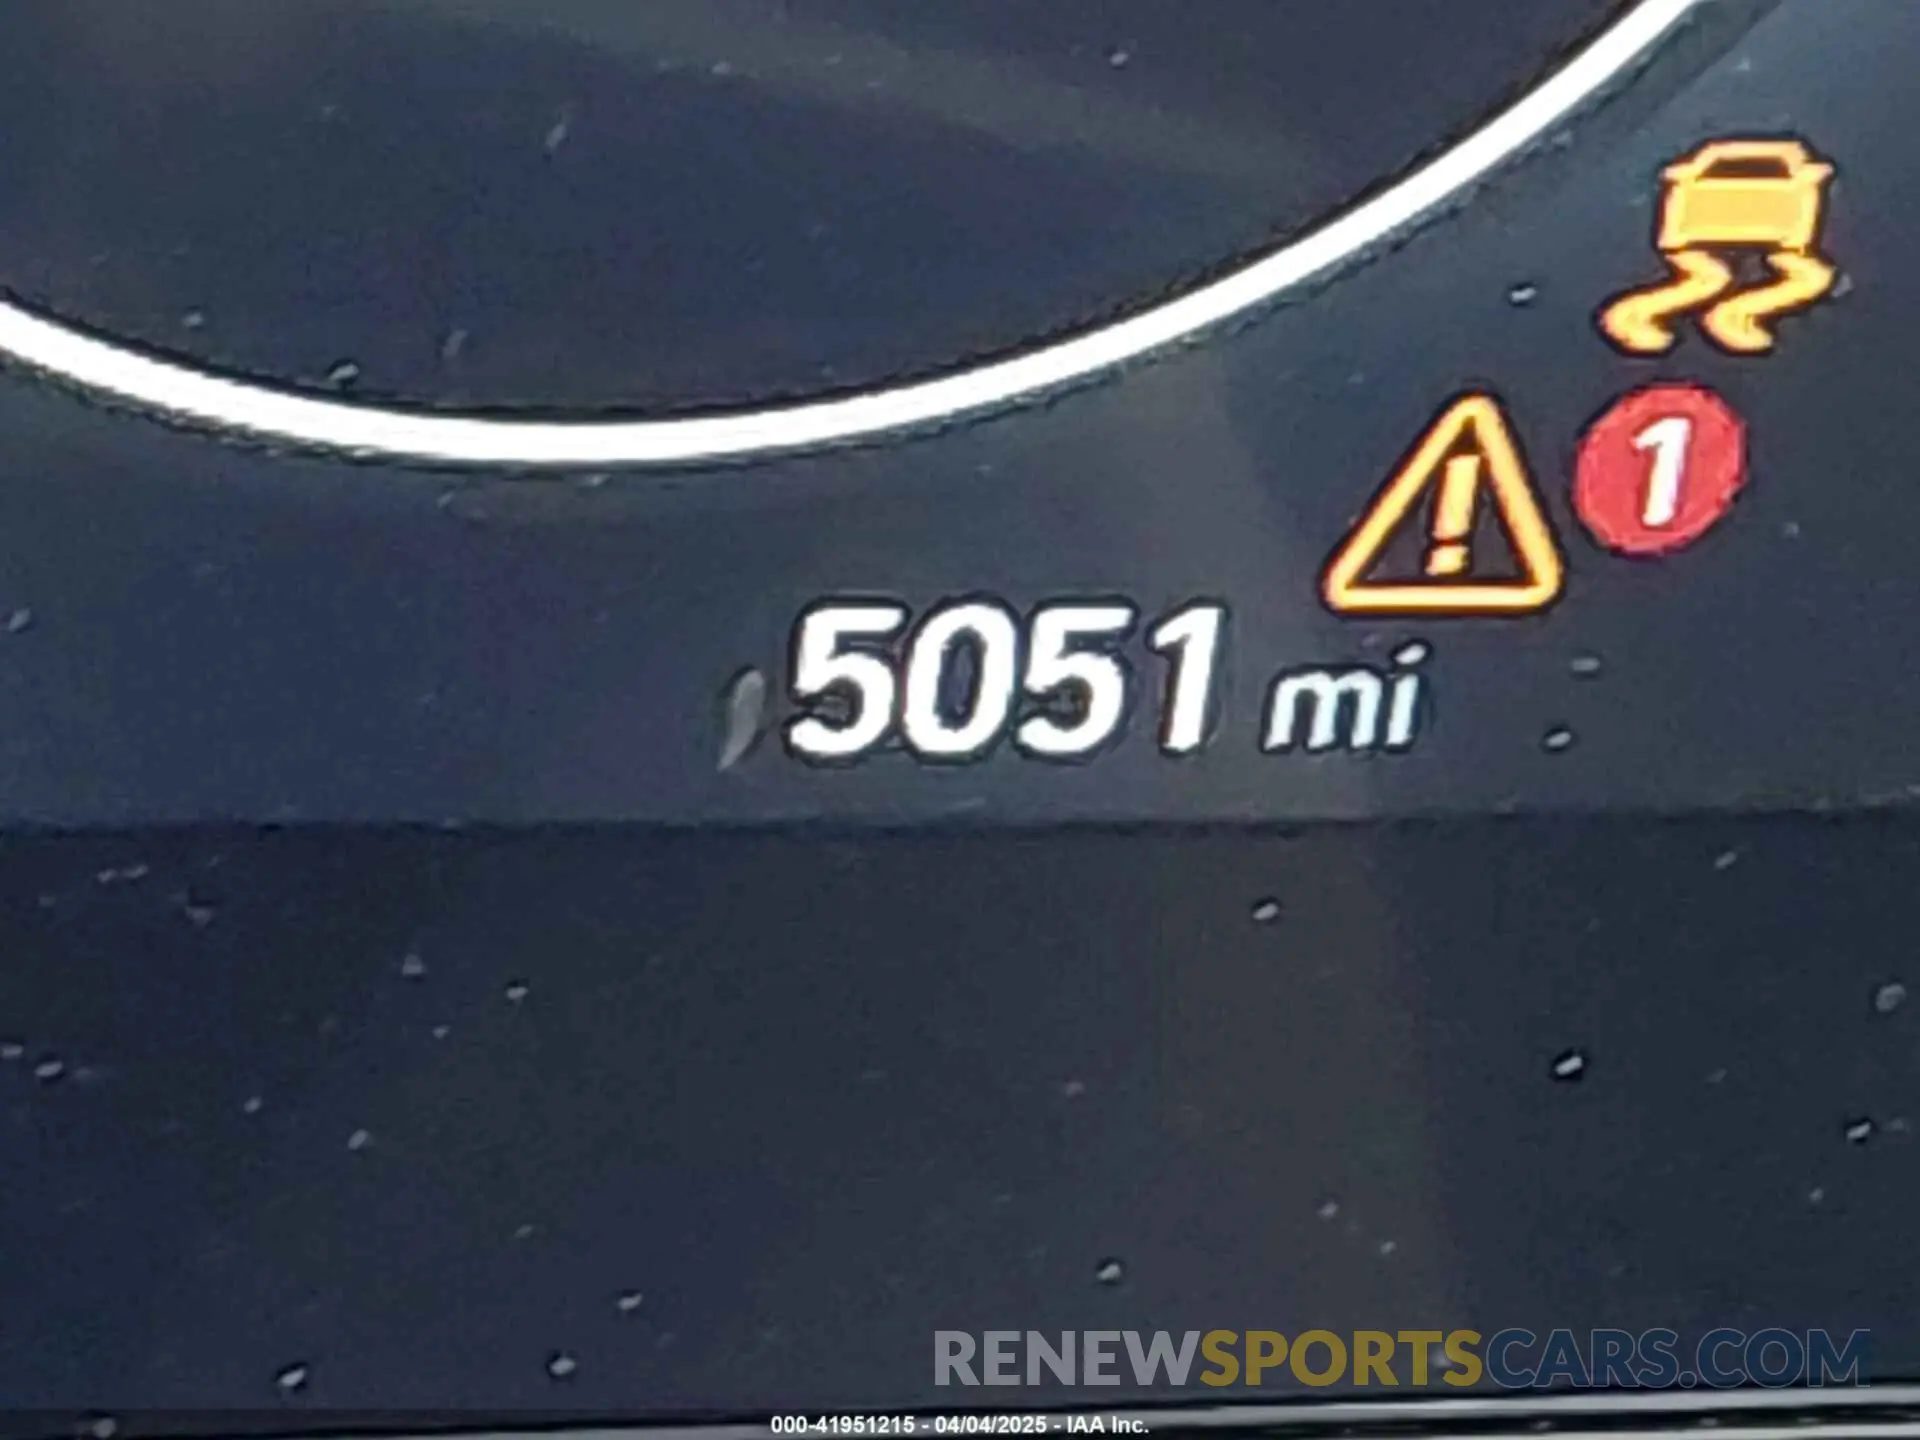 1
5051 mi
RENEWSPORTSCARS.COM
000-41951215 - 04/04/2025 - IAA Inc.